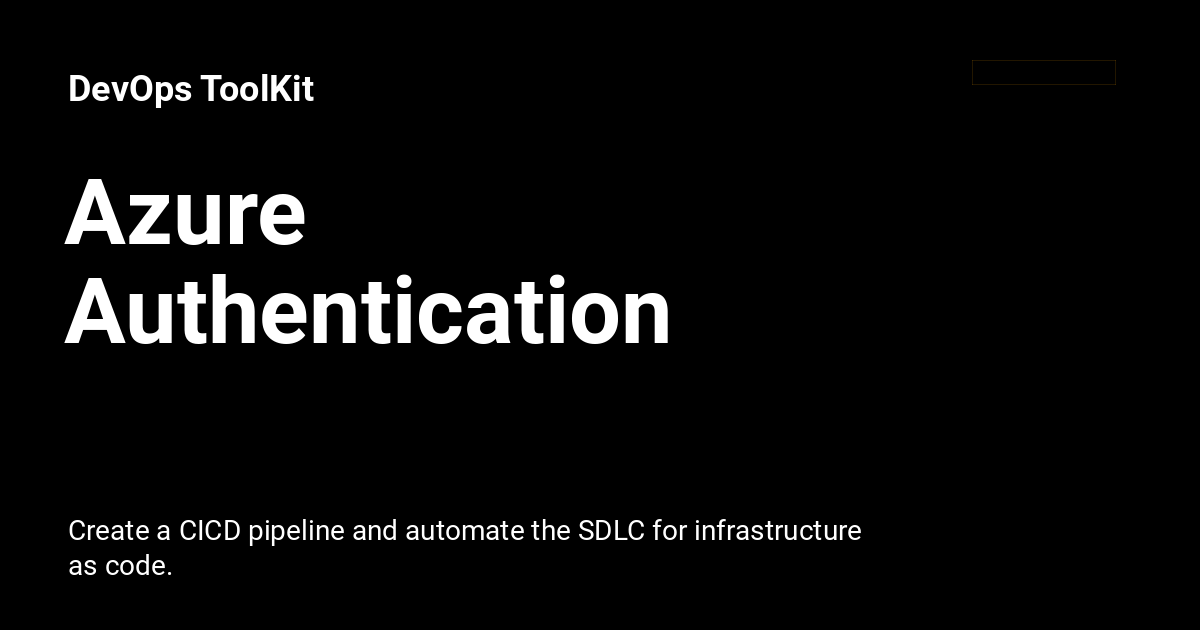 DevOps ToolKit
Azure
Authentication
Create a CICD pipeline and automate the SDLC for infrastructure
as code.